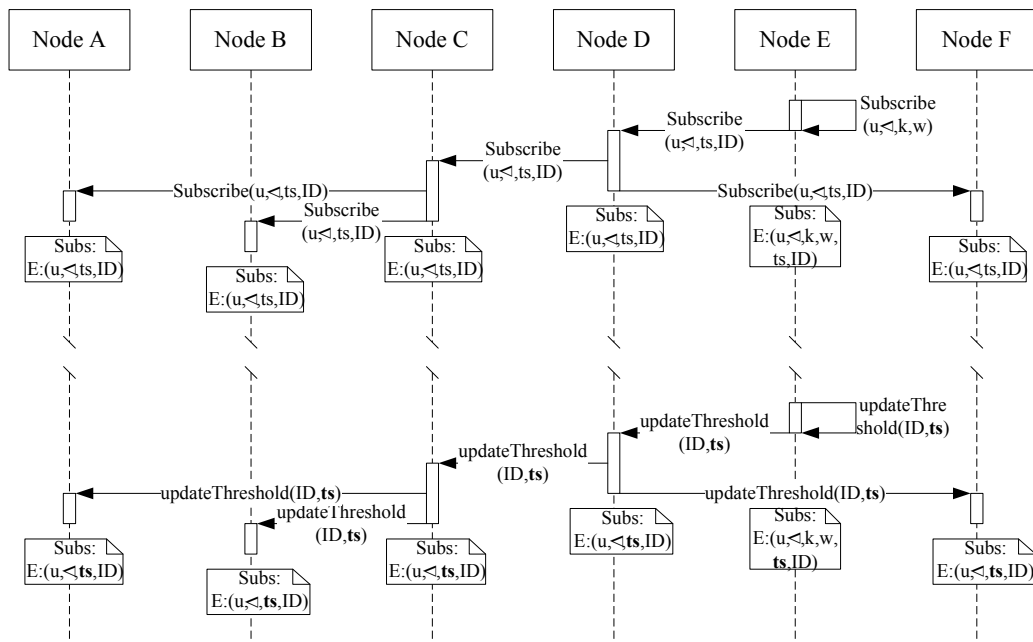 Node A
Node B
Node C
Node D
Node E
Node F
Subscribe
(u,⊲,k,w)
Subscribe
(u,⊲,ts,ID)
Subscribe
(u,⊲,ts,ID)
Subscribe(u,⊲,ts,ID)
Subscribe(u,⊲,ts,ID)
Subscribe
(u,⊲,ts,ID)
Subs:
E:(u,⊲,ts,ID)
Subs:
E:(u,⊲,ts,ID)
Subs:
E:(u,⊲,ts,ID)
Subs:
E:(u,⊲,ts,ID)
Subs:
E:(u,⊲,k,w,
ts,ID)
Subs:
E:(u,⊲,ts,ID)
updateThre
shold(ID,ts)
updateThreshold
(ID,ts)
updateThreshold
(ID,ts)
updateThreshold(ID,ts)
updateThreshold(ID,ts)
updateThreshold
(ID,ts)
Subs:
E:(u,⊲,ts,ID)
Subs:
E:(u,⊲,ts,ID)
Subs:
E:(u,⊲,ts,ID)
Subs:
E:(u,⊲,ts,ID)
Subs:
E:(u,⊲,k,w,
ts,ID)
Subs:
E:(u,⊲,ts,ID)